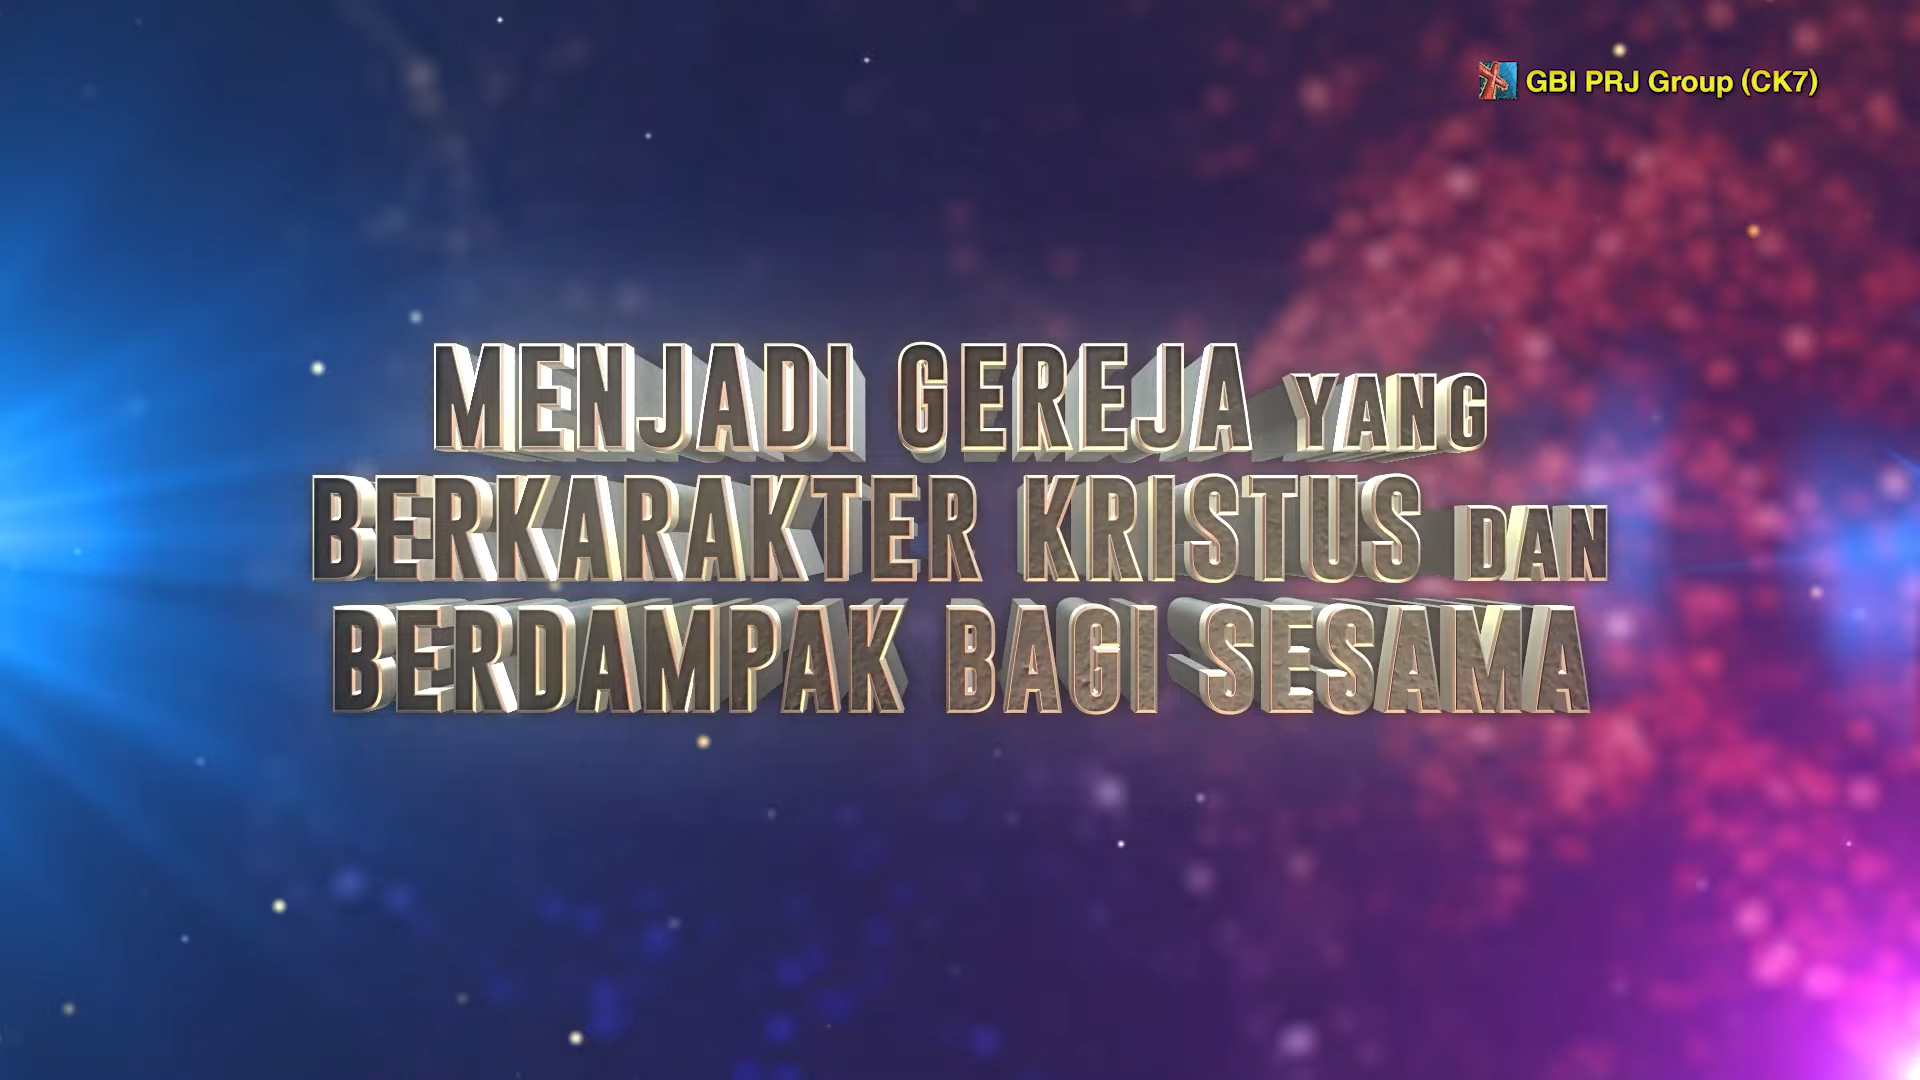 GBI PRJ Group (CK7)
MENJADI GEREJA YANG
BERKARAKTER KRISTUS DAN
BERDAMPAK BAGI SESAMA